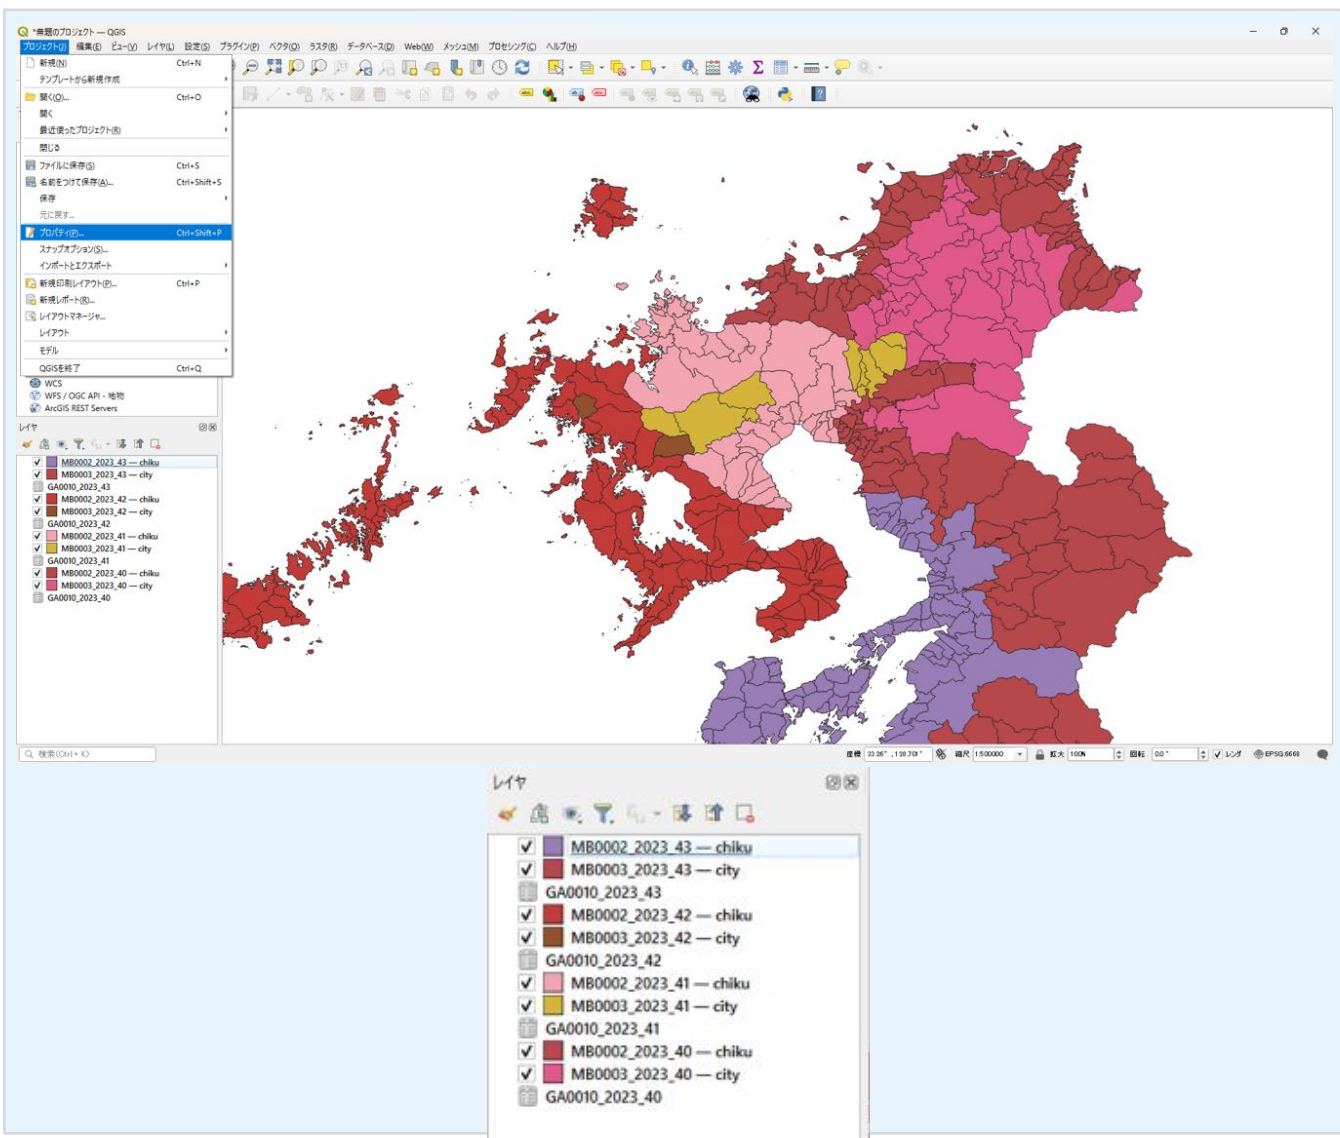 *無題のプロジェクト — QGIS
プロジェクト(J) 編集(E) ビュー(V) レイヤ(L) 設定(S) プラグイン(P) ベクタ(O) ラスタ(R) データベース(D) Web(W) メッシュ(M) プロセシング(C) ヘルプ(H)
新規(N) Ctrl+N
テンプレートから新規作成
開く(O)... Ctrl+O
開く
最近使ったプロジェクト(R)
閉じる
ファイルに保存(S) Ctrl+S
名前をつけて保存(A)... Ctrl+Shift+S
保存
元に戻す...
プロパティ(P)... Ctrl+Shift+P
スナップオプション(S)...
インポートとエクスポート
新規印刷レイアウト(P)... Ctrl+P
新規レポート(R)...
レイアウトマネージャ...
レイアウト
モデル
QGISを終了 Ctrl+Q
WCS
WFS / OGC API - 地物
ArcGIS REST Servers
レイヤ
MB0002_2023_43 — chiku
MB0003_2023_43 — city
GA0010_2023_43
MB0002_2023_42 — chiku
MB0003_2023_42 — city
GA0010_2023_42
MB0002_2023_41 — chiku
MB0003_2023_41 — city
GA0010_2023_41
MB0002_2023_40 — chiku
MB0003_2023_40 — city
GA0010_2023_40
検索(Ctrl + K)
座標 33.26°,128.701° 縮尺 1:500000 拡大 100% 回転 0.0° レンダ EPSG:6668
レイヤ
MB0002_2023_43 — chiku
MB0003_2023_43 — city
GA0010_2023_43
MB0002_2023_42 — chiku
MB0003_2023_42 — city
GA0010_2023_42
MB0002_2023_41 — chiku
MB0003_2023_41 — city
GA0010_2023_41
MB0002_2023_40 — chiku
MB0003_2023_40 — city
GA0010_2023_40